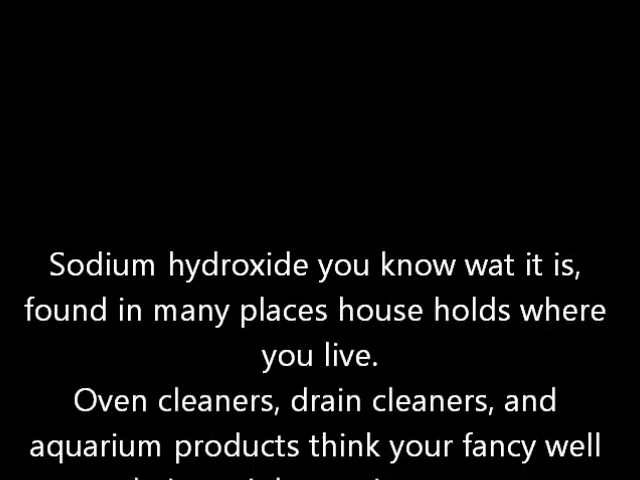 Sodium hydroxide you know wat it is,
found in many places house holds where
you live.
Oven cleaners, drain cleaners, and
aquarium products think your fancy well